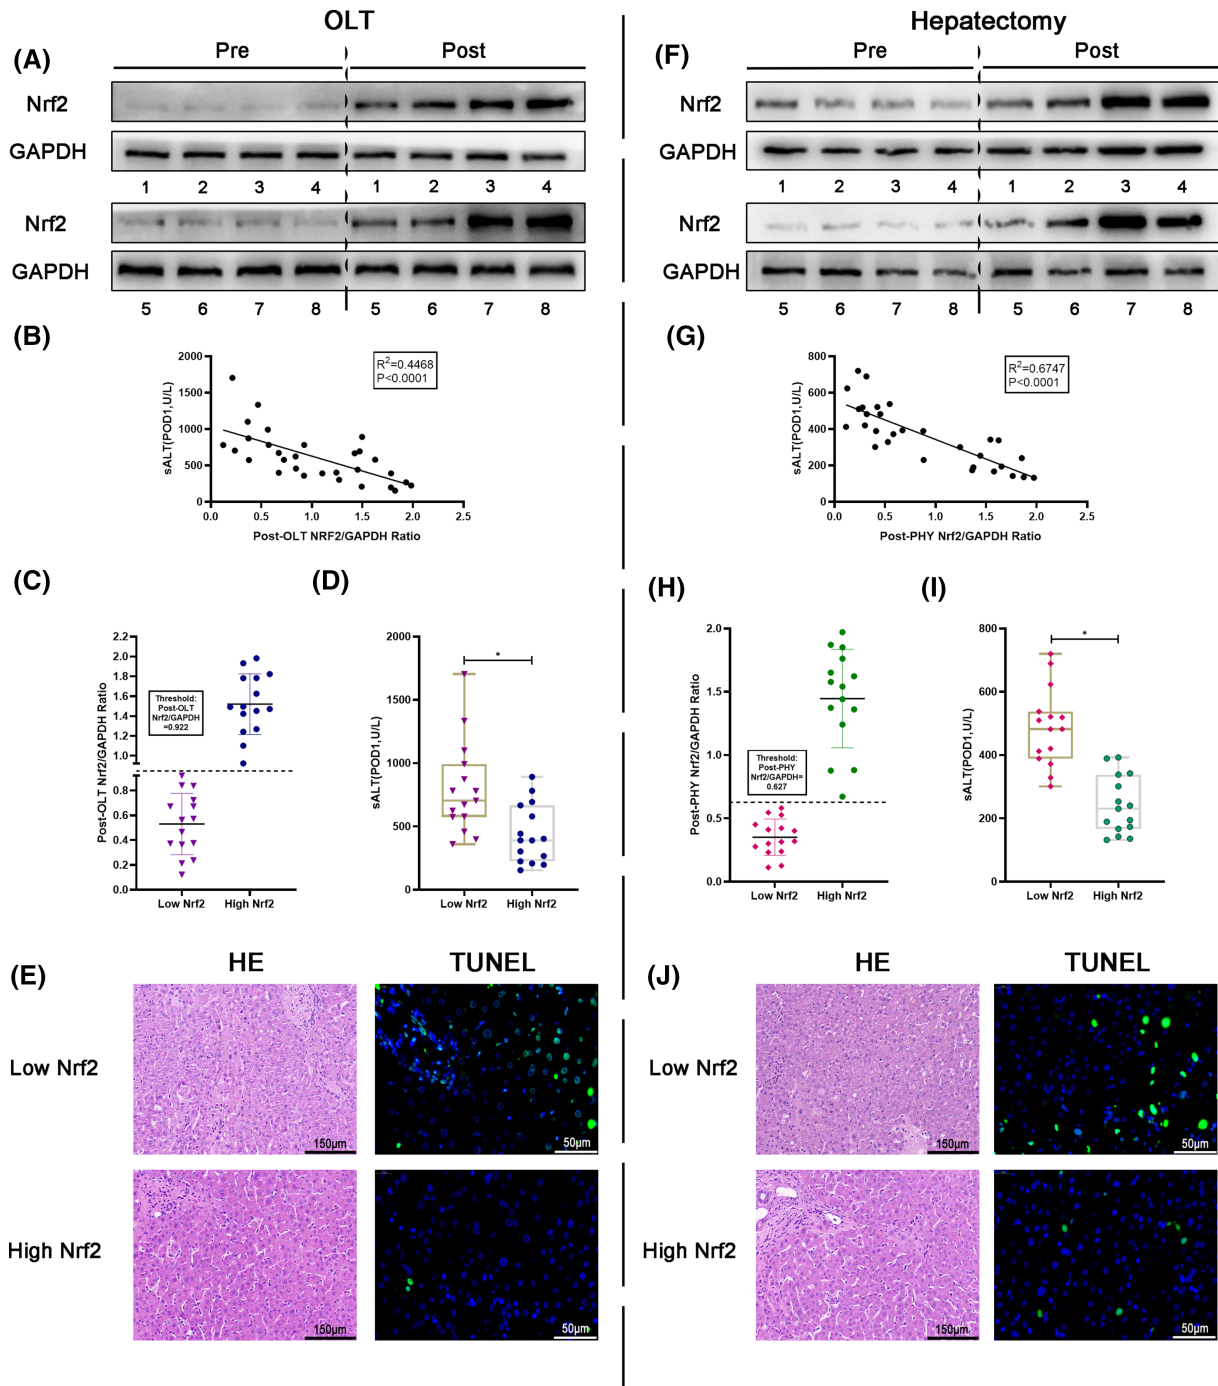 OLT
(A)
Pre
Post
Nrf2
GAPDH
1 2 3 4 1 2 3 4
Nrf2
GAPDH
5 6 7 8 5 6 7 8
(B)
R²=0.4468
P<0.0001
sALT(POD1,U/L)
2000
1500
1000
500
0
0.0 0.5 1.0 1.5 2.0 2.5
Post-OLT NRF2/GAPDH Ratio
(C)
Post-OLT Nrf2/GAPDH Ratio
2.2
2.0
1.8
1.6
1.4
1.2
1.0
0.8
0.6
0.4
0.2
0.0
Threshold:
Post-OLT
Nrf2/GAPDH
=0.922
Low Nrf2 High Nrf2
(D)
sALT(POD1,U/L)
2000
1500
1000
500
0
*
Low Nrf2 High Nrf2
(E)
HE
TUNEL
Low Nrf2
150μm
50μm
High Nrf2
150μm
50μm
Hepatectomy
(F)
Pre
Post
Nrf2
GAPDH
1 2 3 4 1 2 3 4
Nrf2
GAPDH
5 6 7 8 5 6 7 8
(G)
R²=0.6747
P<0.0001
sALT(POD1,U/L)
800
600
400
200
0
0.0 0.5 1.0 1.5 2.0 2.5
Post-PHY Nrf2/GAPDH Ratio
(H)
Post-PHY Nrf2/GAPDH Ratio
2.0
1.5
1.0
0.5
0.0
Threshold:
Post-PHY
Nrf2/GAPDH=
0.627
Low Nrf2 High Nrf2
(I)
sALT(POD1,U/L)
800
600
400
200
0
*
Low Nrf2 High Nrf2
(J)
HE
TUNEL
Low Nrf2
150μm
50μm
High Nrf2
150μm
50μm